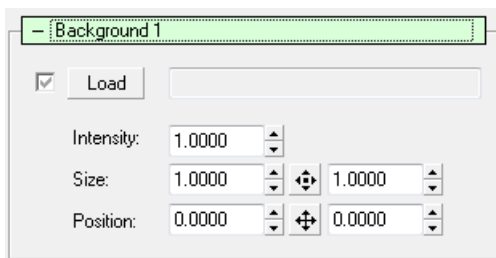 – Background 1
Load
Intensity: 1.0000
Size: 1.0000 1.0000
Position: 0.0000 0.0000